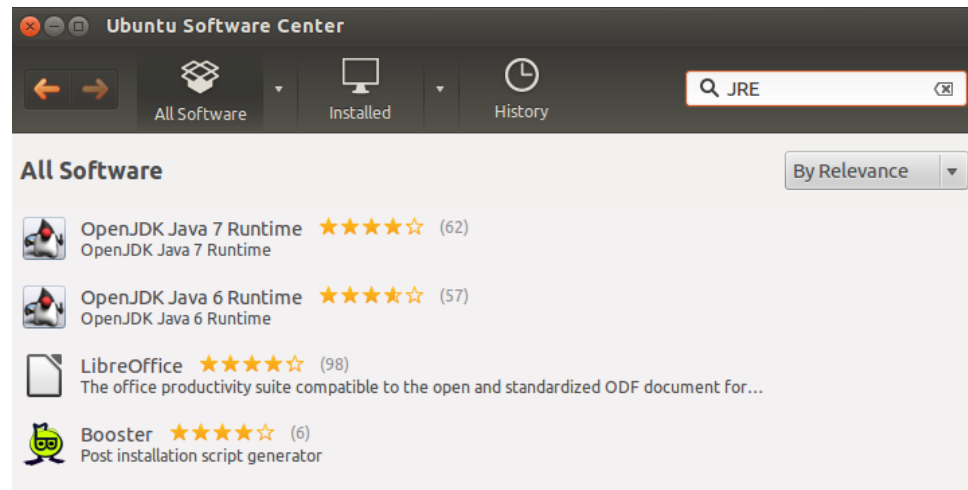 Ubuntu Software Center
All Software
Installed
History
JRE
All Software
By Relevance
OpenJDK Java 7 Runtime (62)
OpenJDK Java 7 Runtime
OpenJDK Java 6 Runtime (57)
OpenJDK Java 6 Runtime
LibreOffice (98)
The office productivity suite compatible to the open and standardized ODF document for...
Booster (6)
Post installation script generator